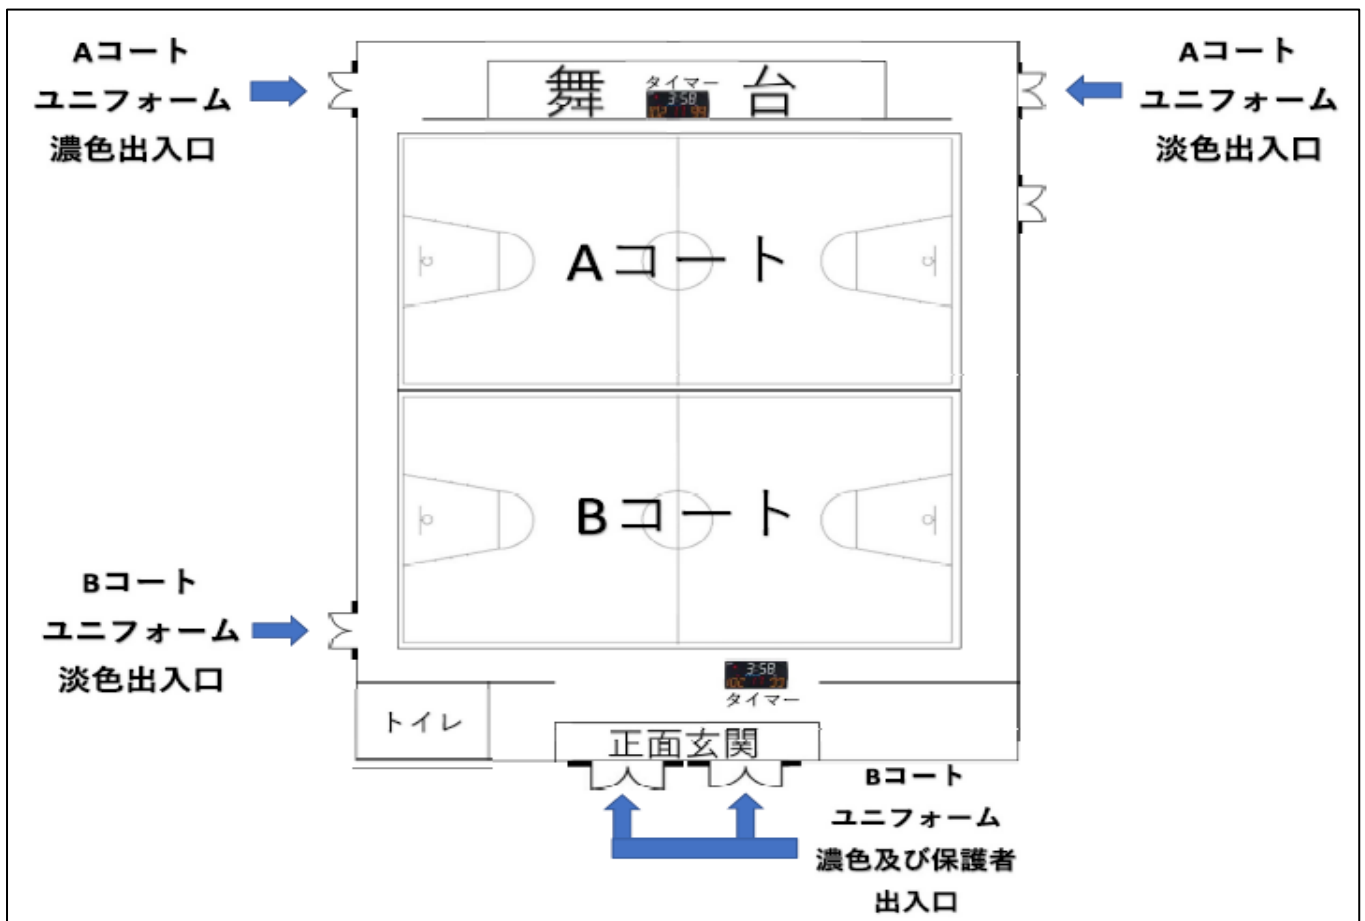 Aコート
ユニフォーム
濃色出入口
舞台
タイマー
3:58
Aコート
ユニフォーム
淡色出入口
Aコート
Bコート
Bコート
ユニフォーム
淡色出入口
3:58
タイマー
トイレ
正面玄関
Bコート
ユニフォーム
濃色及び保護者
出入口